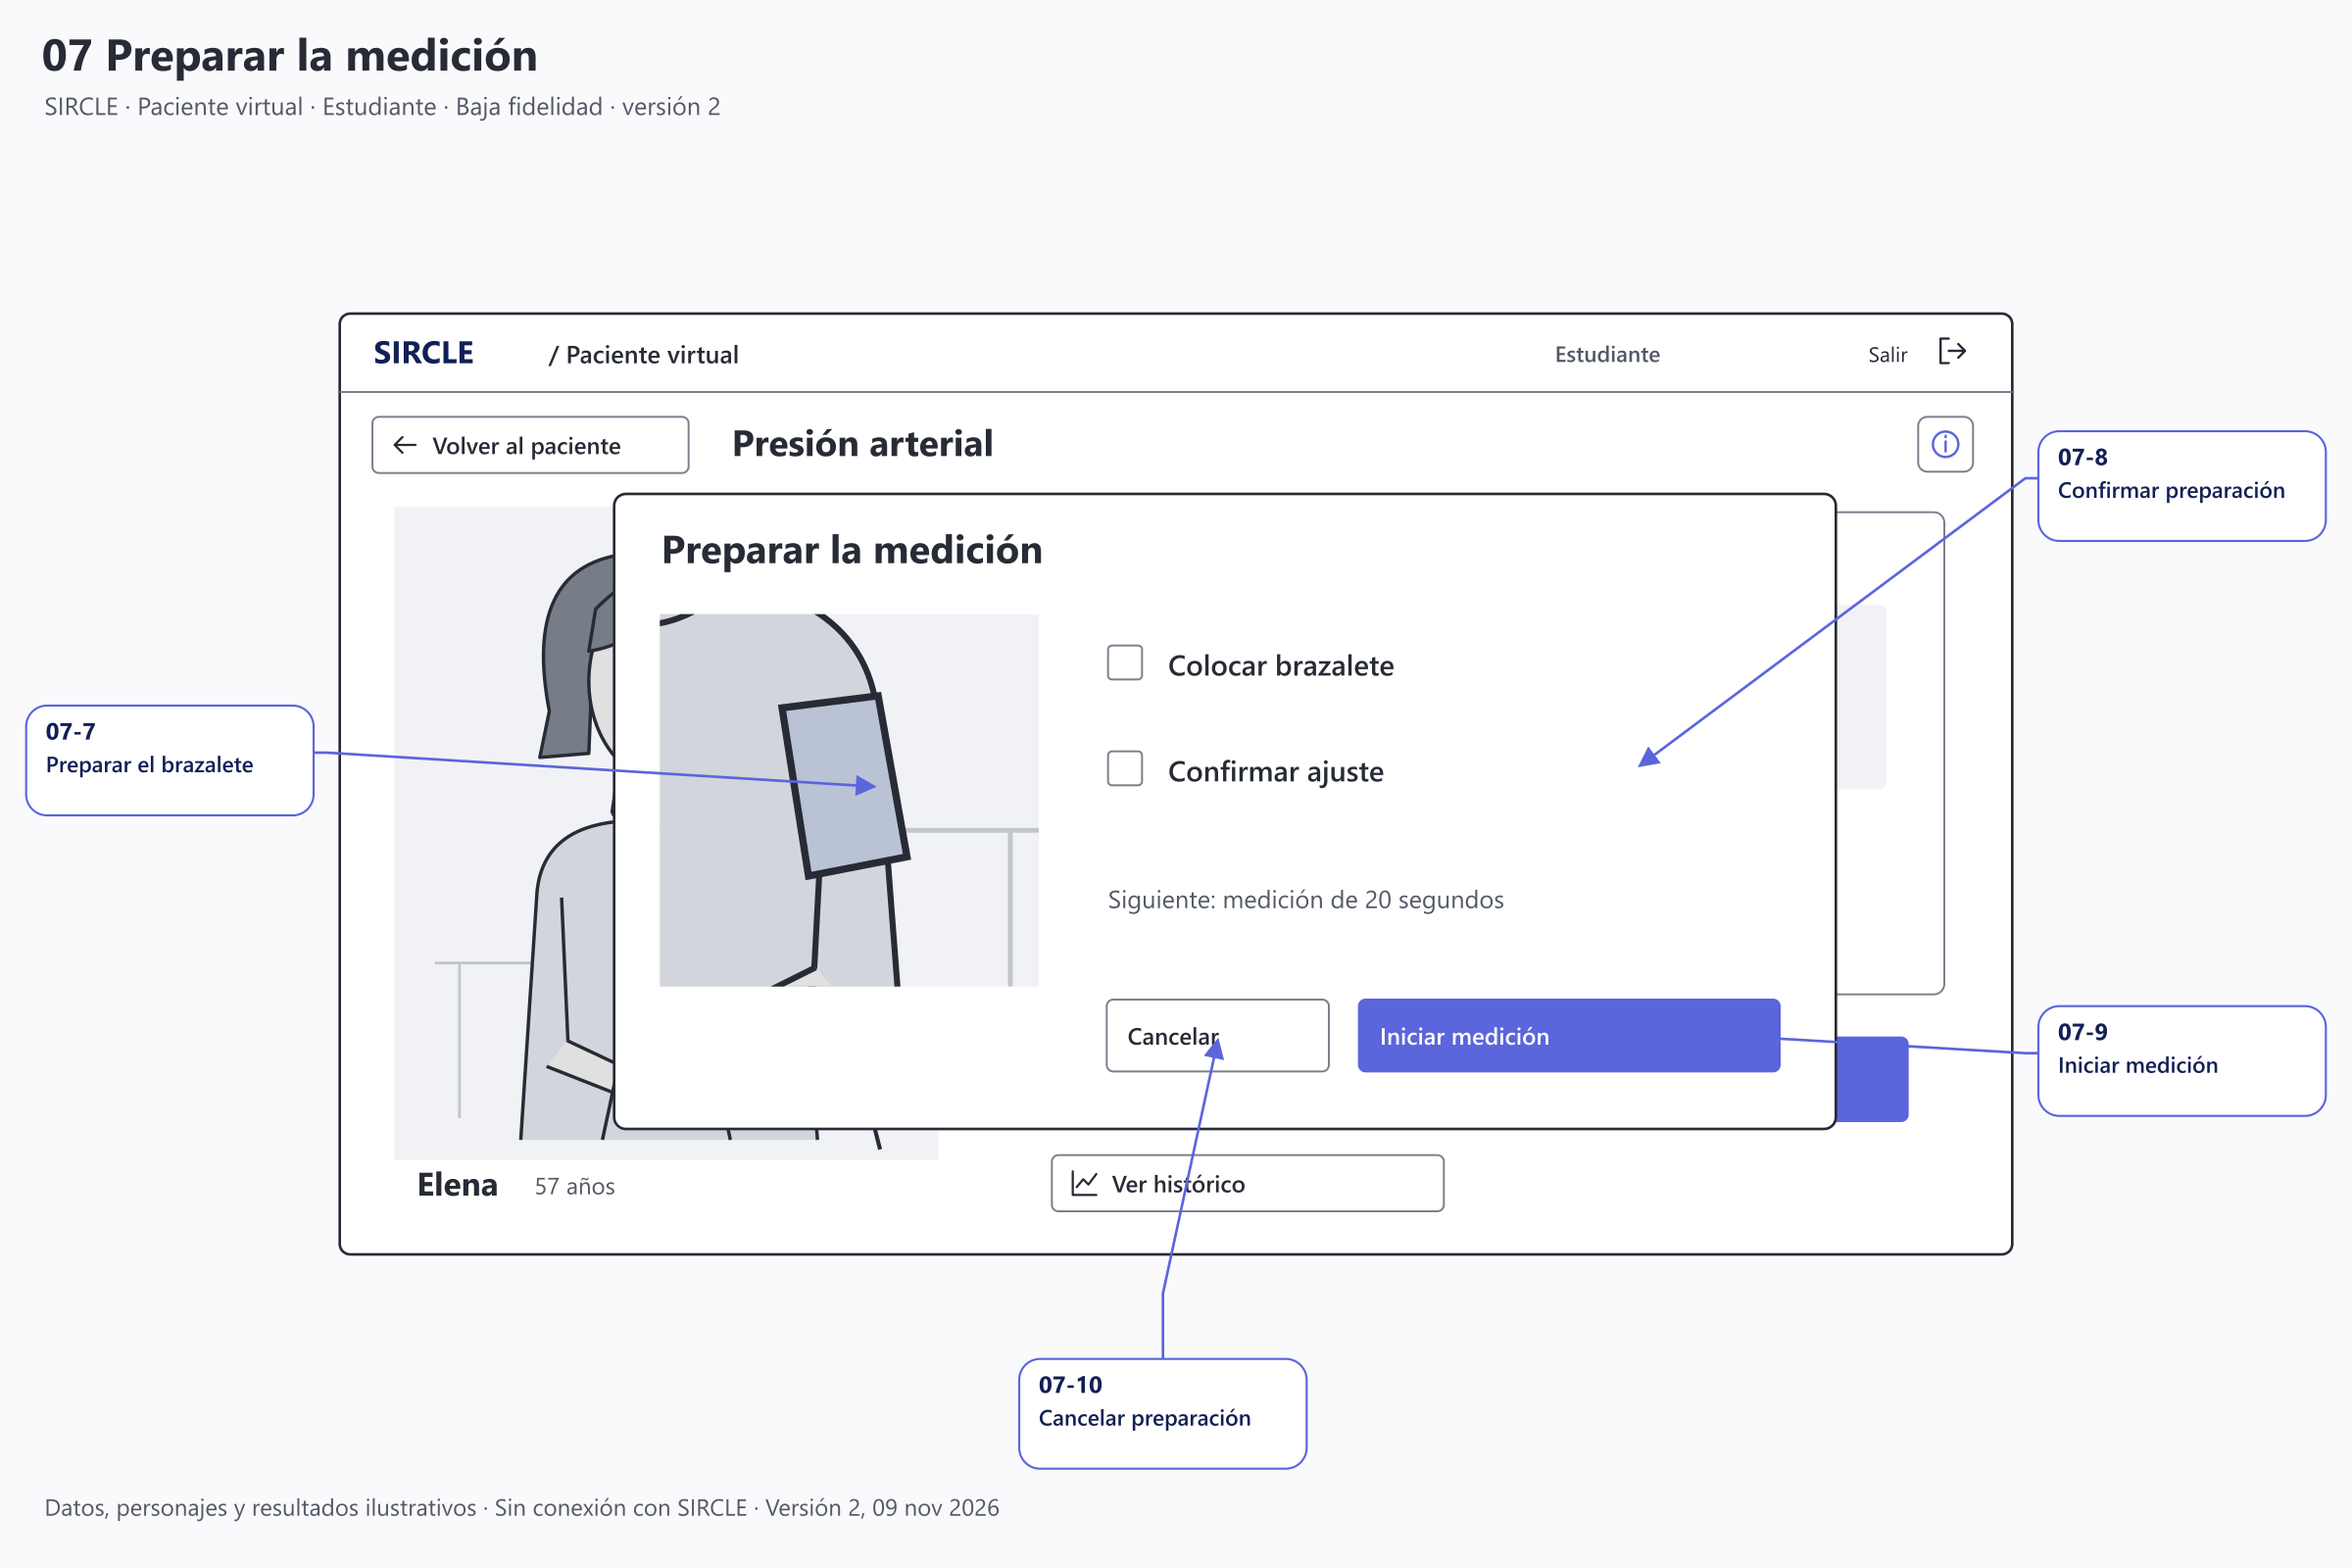 07 Preparar la medición
SIRCLE · Paciente virtual · Estudiante · Baja fidelidad · versión 2
SIRCLE
/ Paciente virtual
Estudiante
Salir
Volver al paciente
Presión arterial
07-8
Confirmar preparación
Preparar la medición
Colocar brazalete
07-7
Preparar el brazalete
Confirmar ajuste
Siguiente: medición de 20 segundos
Cancelar
Iniciar medición
07-9
Iniciar medición
Elena
57 años
Ver histórico
07-10
Cancelar preparación
Datos, personajes y resultados ilustrativos · Sin conexión con SIRCLE · Versión 2, 09 nov 2026